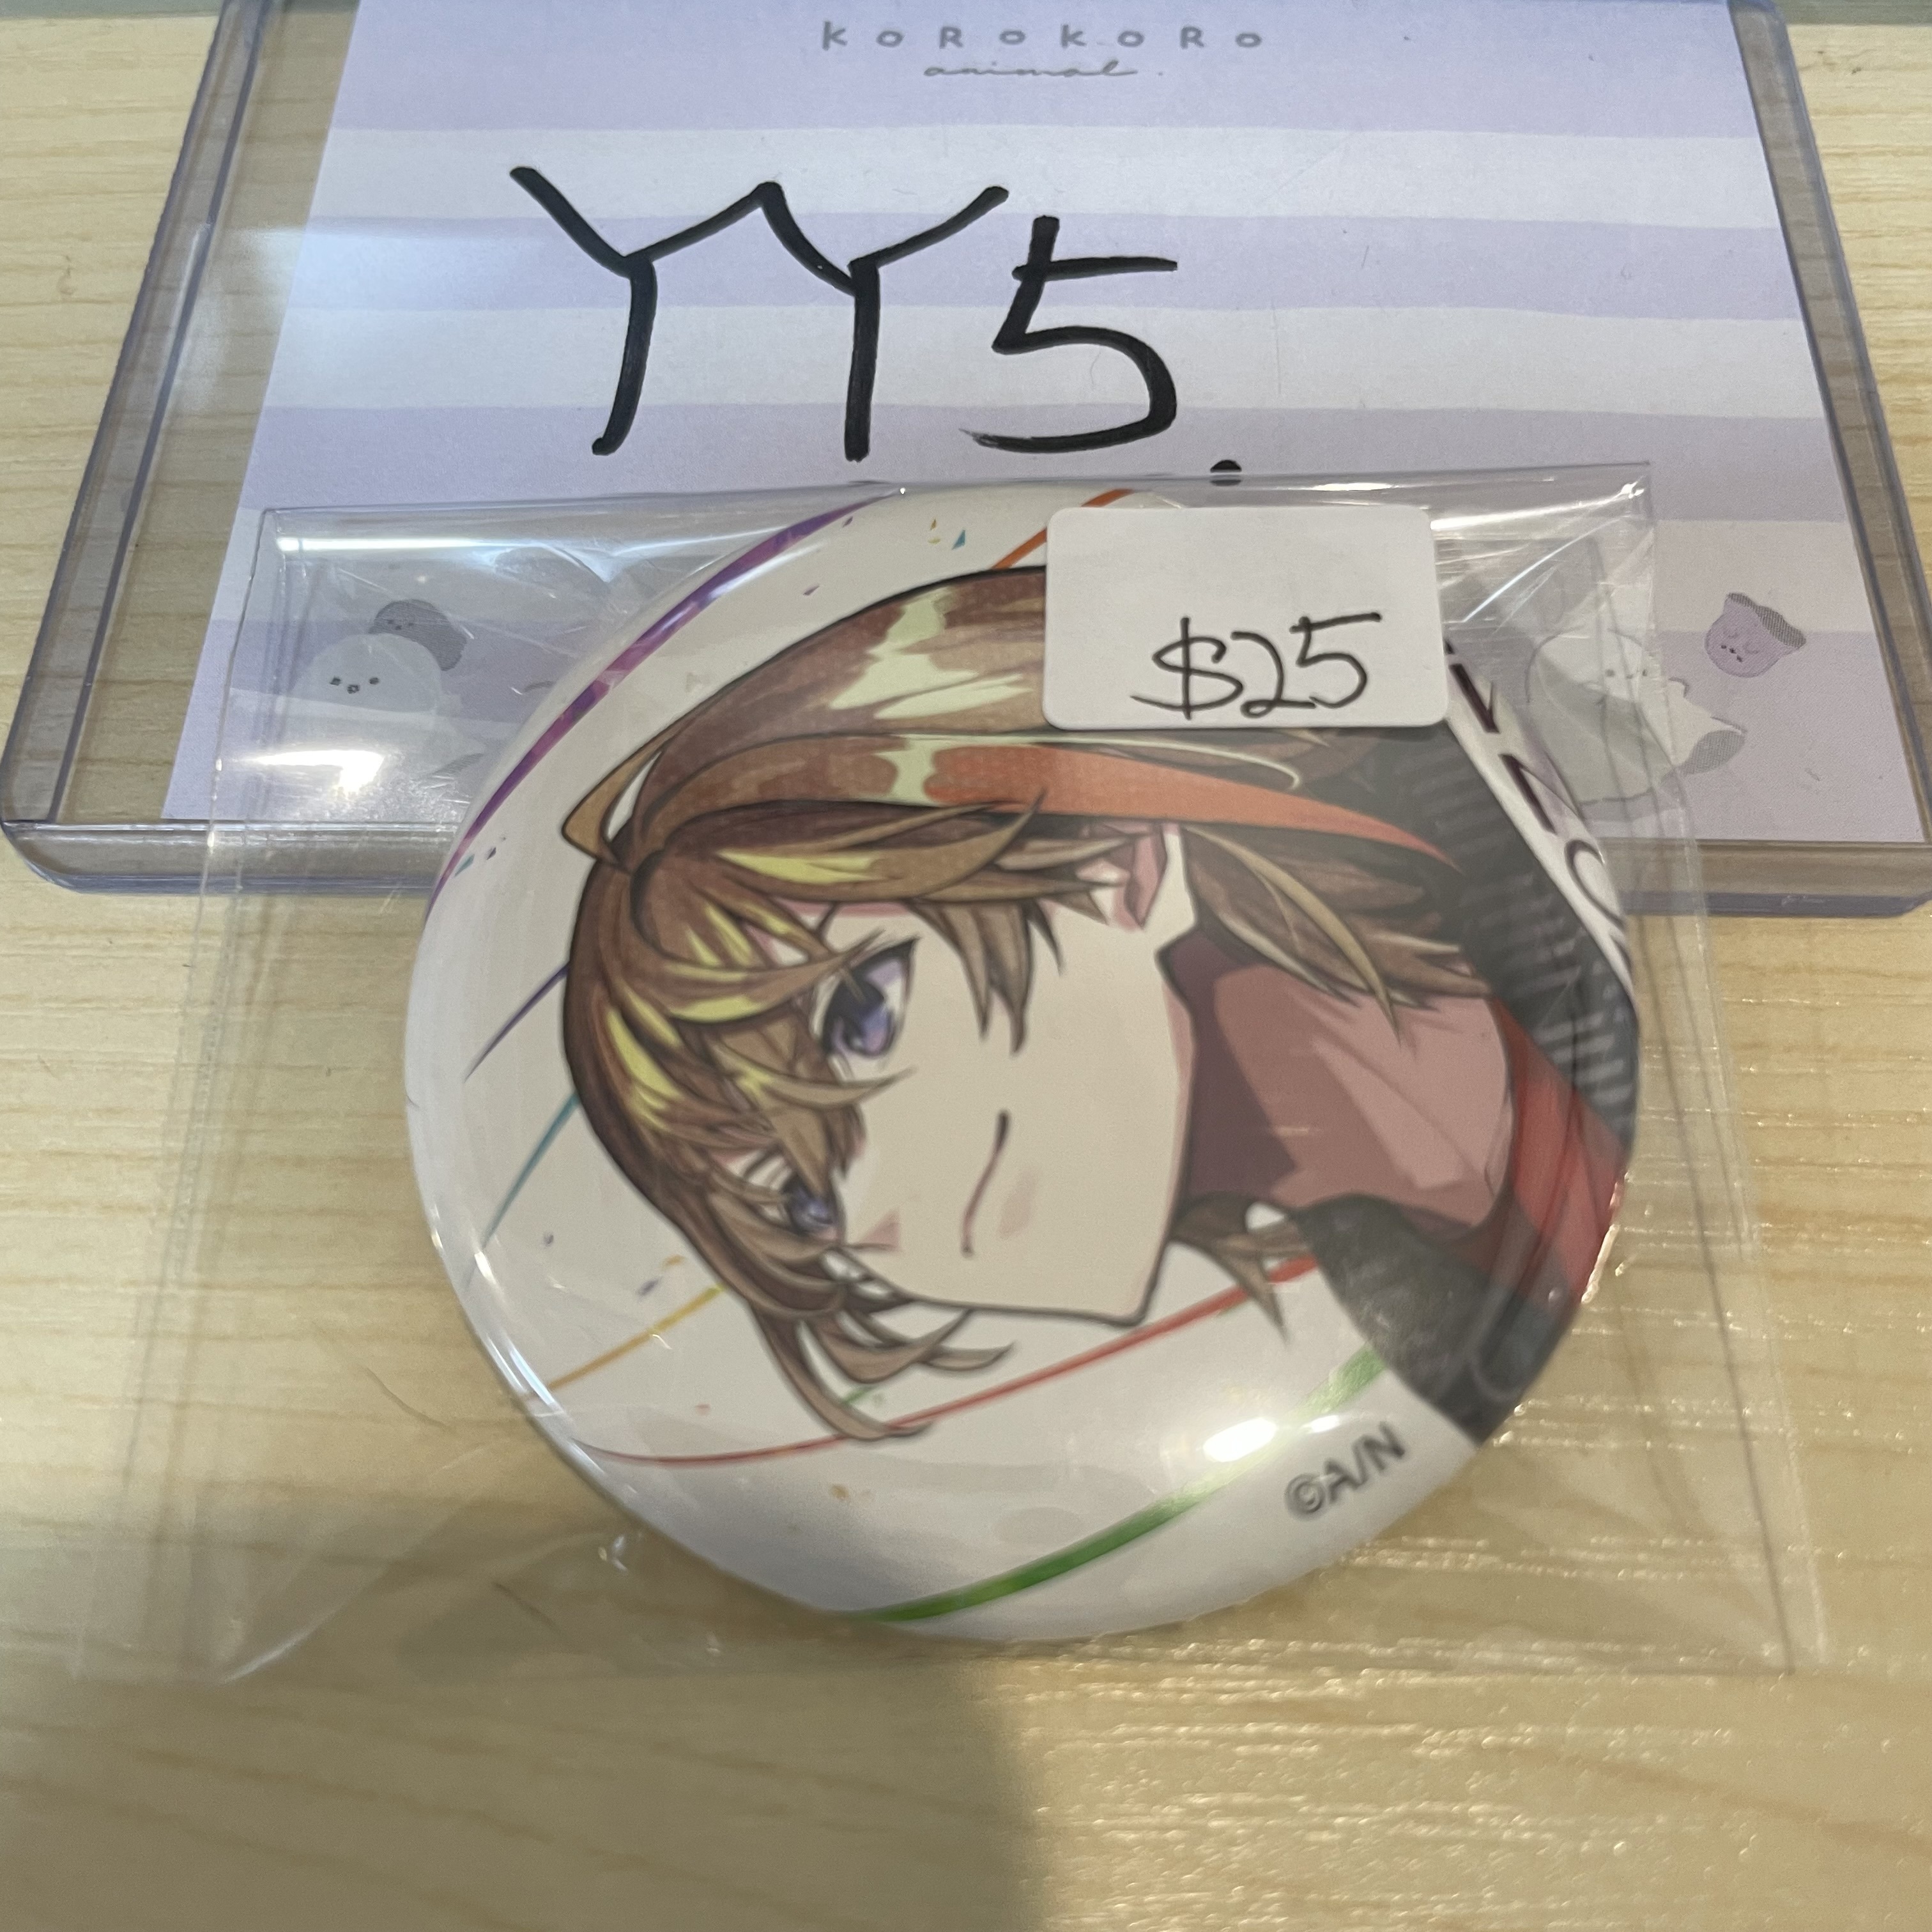 KOROKORO
animal.
YY5.
$25
©A/N